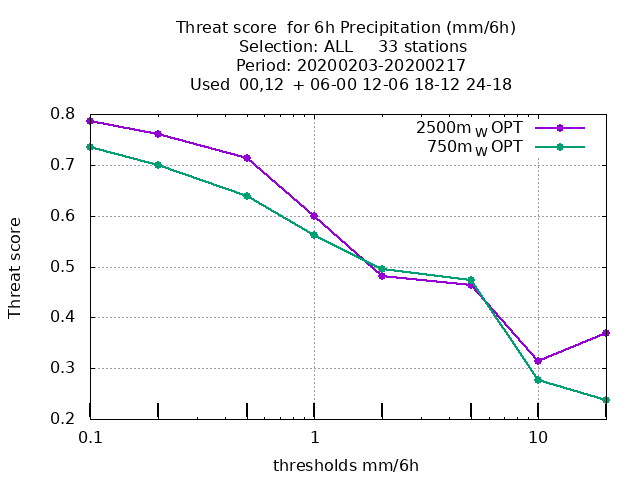 Threat score  for 6h Precipitation (mm/6h)
Selection: ALL     33 stations
Period: 20200203-20200217
Used  00,12  + 06-00 12-06 18-12 24-18
2500m W OPT
750m W OPT
0.8
0.7
0.6
0.5
0.4
0.3
0.2
Threat score
0.1
1
10
thresholds mm/6h